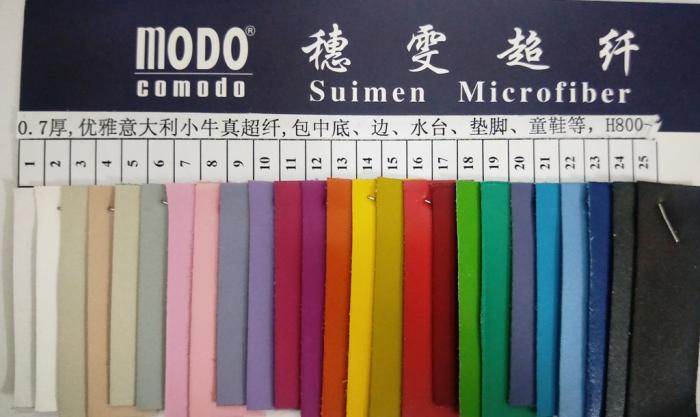 MODO® 穗雯超纤
comodo Suimen Microfiber
0.7厚,优雅意大利小牛真超纤,包中底、边、水台、垫脚、童鞋等, H800-
1 2 3 4 5 6 7 8 9 10 11 12 13 14 15 16 17 18 19 20 21 22 23 24 25